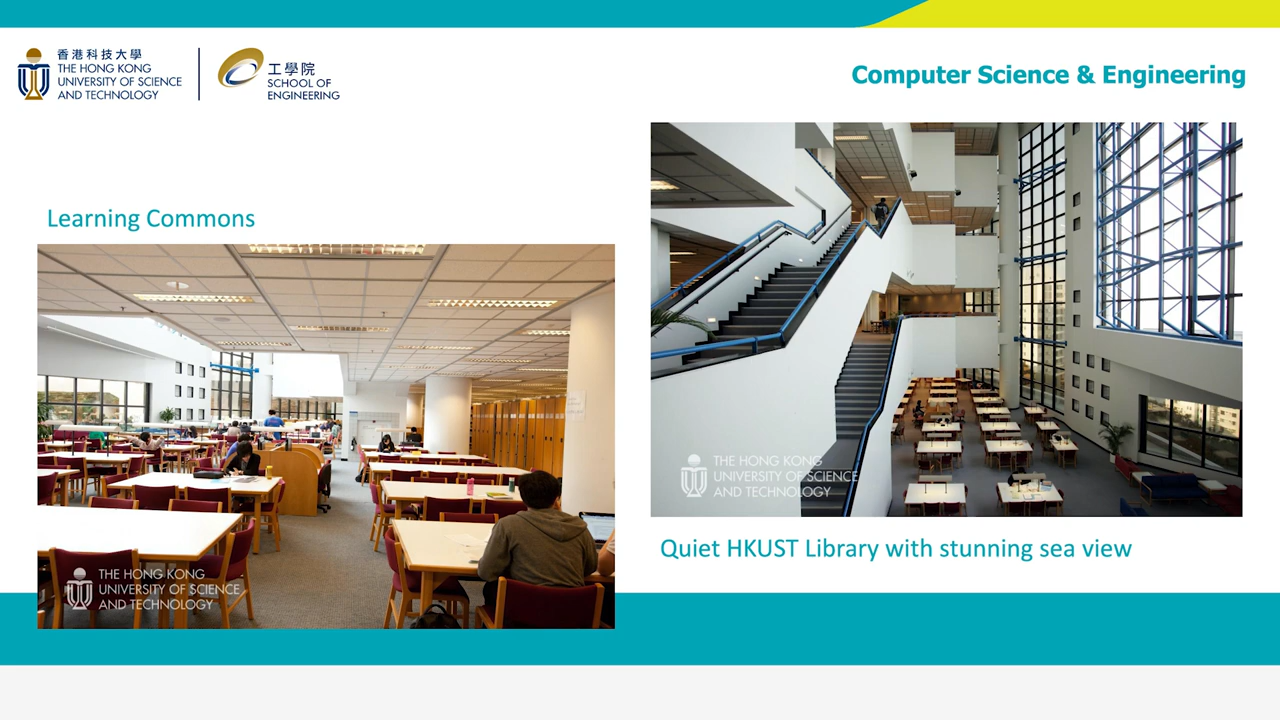 香港科技大學
THE HONG KONG
UNIVERSITY OF SCIENCE
AND TECHNOLOGY
工學院
SCHOOL OF
ENGINEERING
Computer Science & Engineering
Learning Commons
THE HONG KONG
UNIVERSITY OF SCIENCE
AND TECHNOLOGY
THE HONG KONG
UNIVERSITY OF SCIENCE
AND TECHNOLOGY
Quiet HKUST Library with stunning sea view